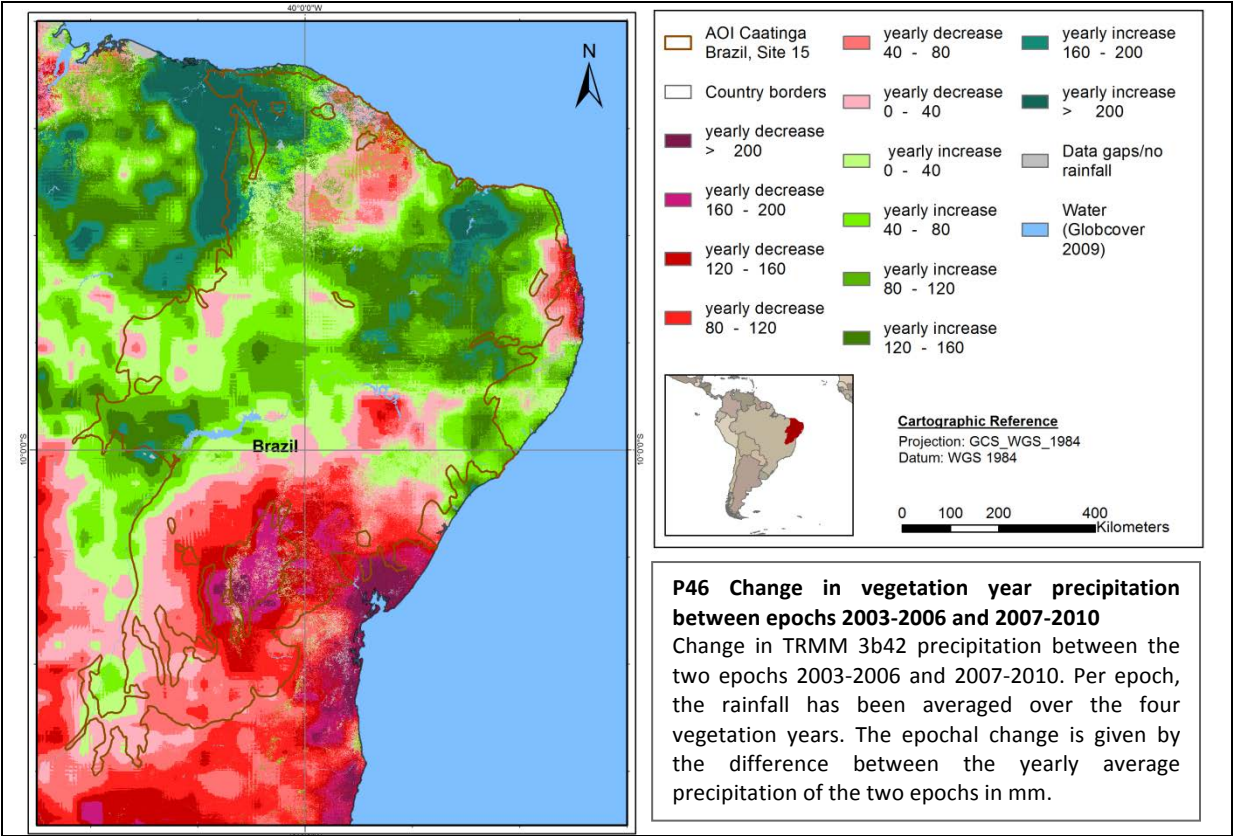 40°0'0"W
N
10°0'0"S
Brazil
10°0'0"S
AOI Caatinga
Brazil, Site 15
Country borders
yearly decrease
> 200
yearly decrease
160 - 200
yearly decrease
120 - 160
yearly decrease
80 - 120
yearly decrease
40 - 80
yearly decrease
0 - 40
yearly increase
0 - 40
yearly increase
40 - 80
yearly increase
80 - 120
yearly increase
120 - 160
yearly increase
160 - 200
yearly increase
> 200
Data gaps/no
rainfall
Water
(Globcover
2009)
Cartographic Reference
Projection: GCS_WGS_1984
Datum: WGS 1984
0 100 200 400
Kilometers
P46 Change in vegetation year precipitation
between epochs 2003-2006 and 2007-2010
Change in TRMM 3b42 precipitation between the
two epochs 2003-2006 and 2007-2010. Per epoch,
the rainfall has been averaged over the four
vegetation years. The epochal change is given by
the difference between the yearly average
precipitation of the two epochs in mm.